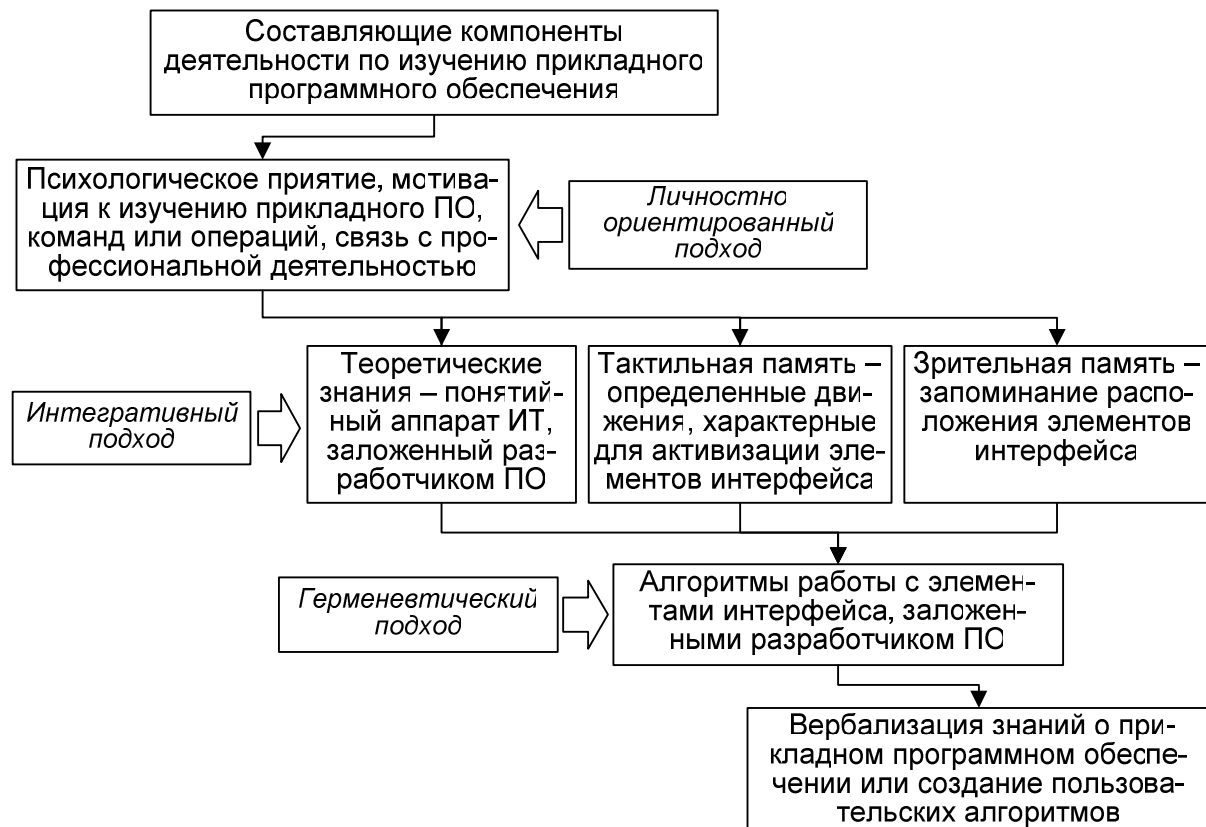 Составляющие компоненты
деятельности по изучению прикладного
программного обеспечения
Психологическое приятие, мотива-
ция к изучению прикладного ПО,
команд или операций, связь с про-
фессиональной деятельностью
Личностно
ориентированный
подход
Интегративный
подход
Теоретические
знания – понятий-
ный аппарат ИТ,
заложенный раз-
работчиком ПО
Тактильная память –
определенные дви-
жения, характерные
для активизации эле-
ментов интерфейса
Зрительная память –
запоминание распо-
ложения элементов
интерфейса
Герменевтический
подход
Алгоритмы работы с элемен-
тами интерфейса, заложен-
ными разработчиком ПО
Вербализация знаний о при-
кладном программном обеспе-
чении или создание пользова-
тельских алгоритмов